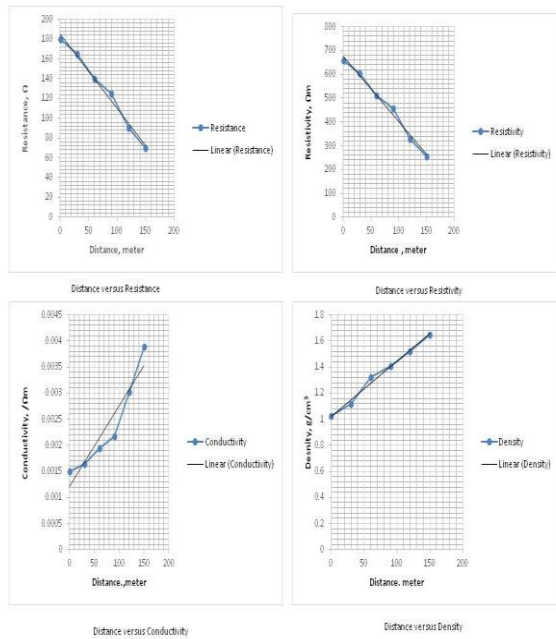 200
180
160
140
120
100
80
60
40
20
0
Resistance, Ω
0 50 100 150 200
Distance, meter
Resistance
Linear (Resistance)
Distance versus Resistance
800
700
600
500
400
300
200
100
0
Resistivity, Ωm
0 50 100 150 200
Distance , meter
Resistivity
Linear (Resistivity)
Distance versus Resistivity
0.0045
0.004
0.0035
0.003
0.0025
0.002
0.0015
0.001
0.0005
0
Conductivity, /Ωm
0 50 100 150 200
Distance.,meter
Conductivity
Linear (Conductivity)
Distance versus Conductivity
1.8
1.6
1.4
1.2
1
0.8
0.6
0.4
0.2
0
Desnity, g/cm³
0 50 100 150 200
Distance. meter
Density
Linear (Density)
Distance versus Density